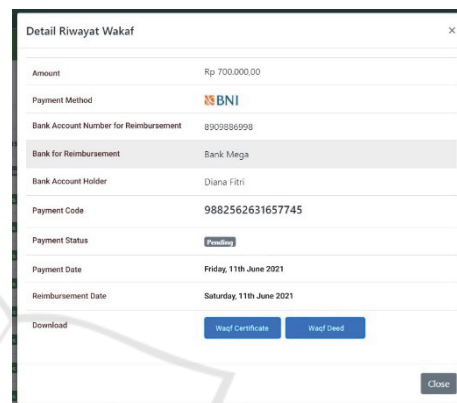 Detail Riwayat Wakaf ×
Amount Rp 700.000,00
Payment Method BNI
Bank Account Number for Reimbursement 8909886998
Bank for Reimbursement Bank Mega
Bank Account Holder Diana Fitri
Payment Code 9882562631657745
Payment Status Pending
Payment Date Friday, 11th June 2021
Reimbursement Date Saturday, 11th June 2021
Download Waqf Certificate Waqf Deed
Close